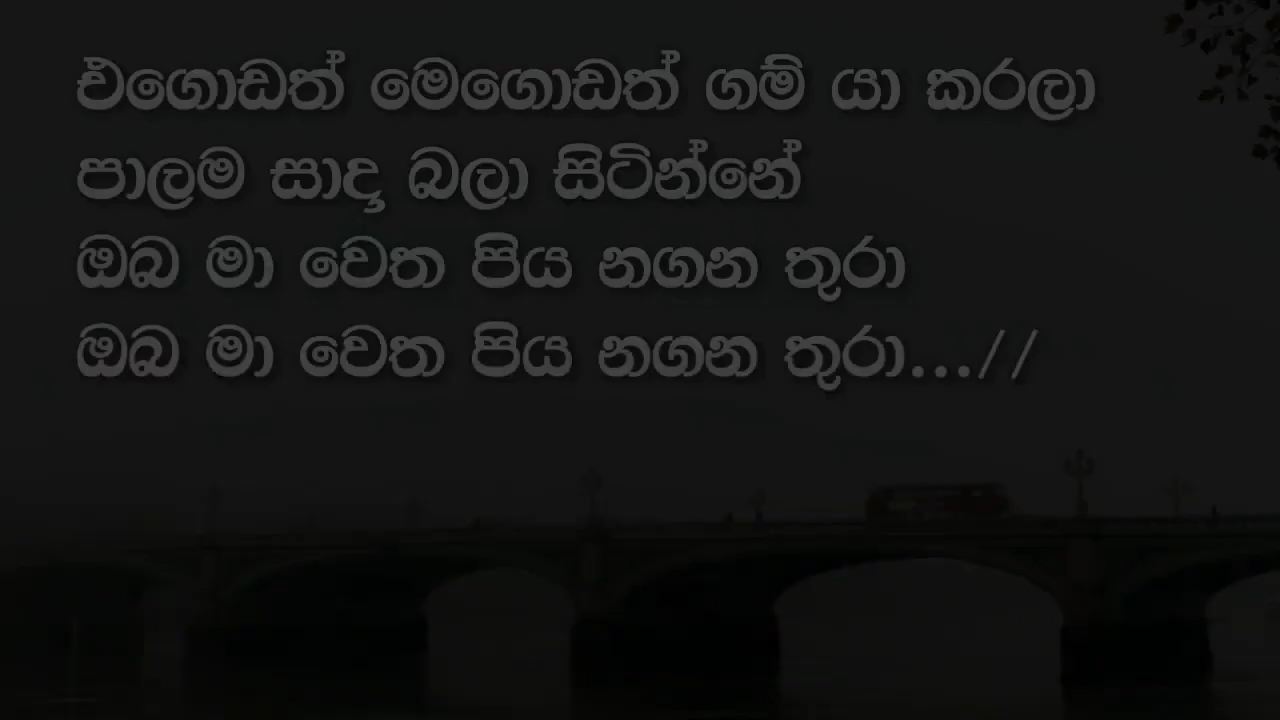 එගොඩත් මෙගොඩත් ගම් යා කරලා
පාලම සාදා බලා සිටින්නේ
ඔබ මා වෙත පිය නගන තුරා
ඔබ මා වෙත පිය නගන තුරා...//